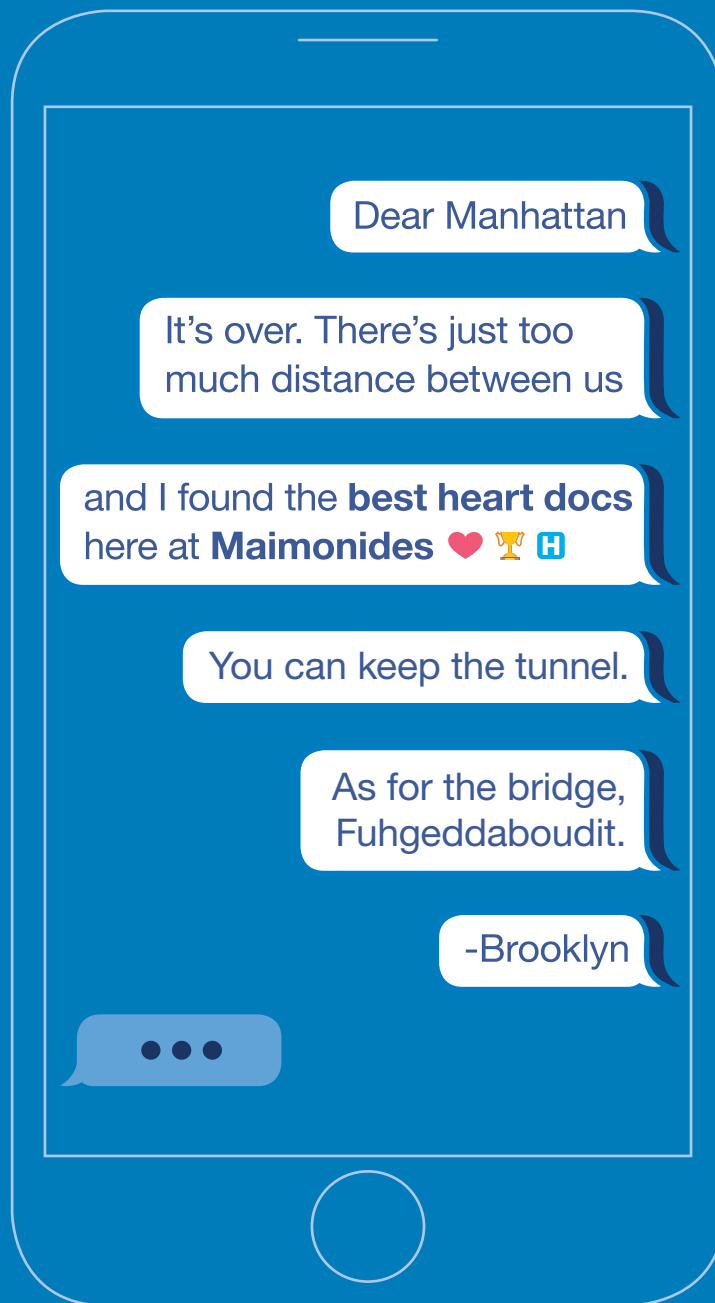 Dear Manhattan
It's over. There's just too
much distance between us
and I found the best heart docs
here at Maimonides ❤️ 🏆 H
You can keep the tunnel.
As for the bridge,
Fuhgeddaboudit.
-Brooklyn